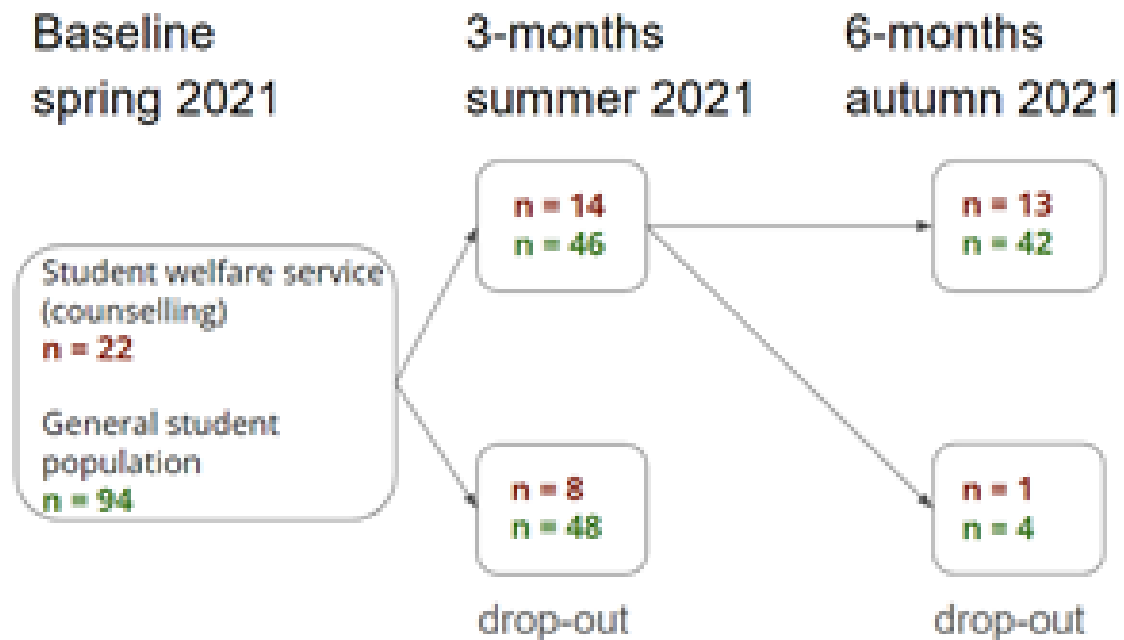 Baseline
spring 2021
3-months
summer 2021
6-months
autumn 2021
Student welfare service
(counselling)
n = 22
General student
population
n = 94
n = 14
n = 46
n = 8
n = 48
drop-out
n = 13
n = 42
n = 1
n = 4
drop-out